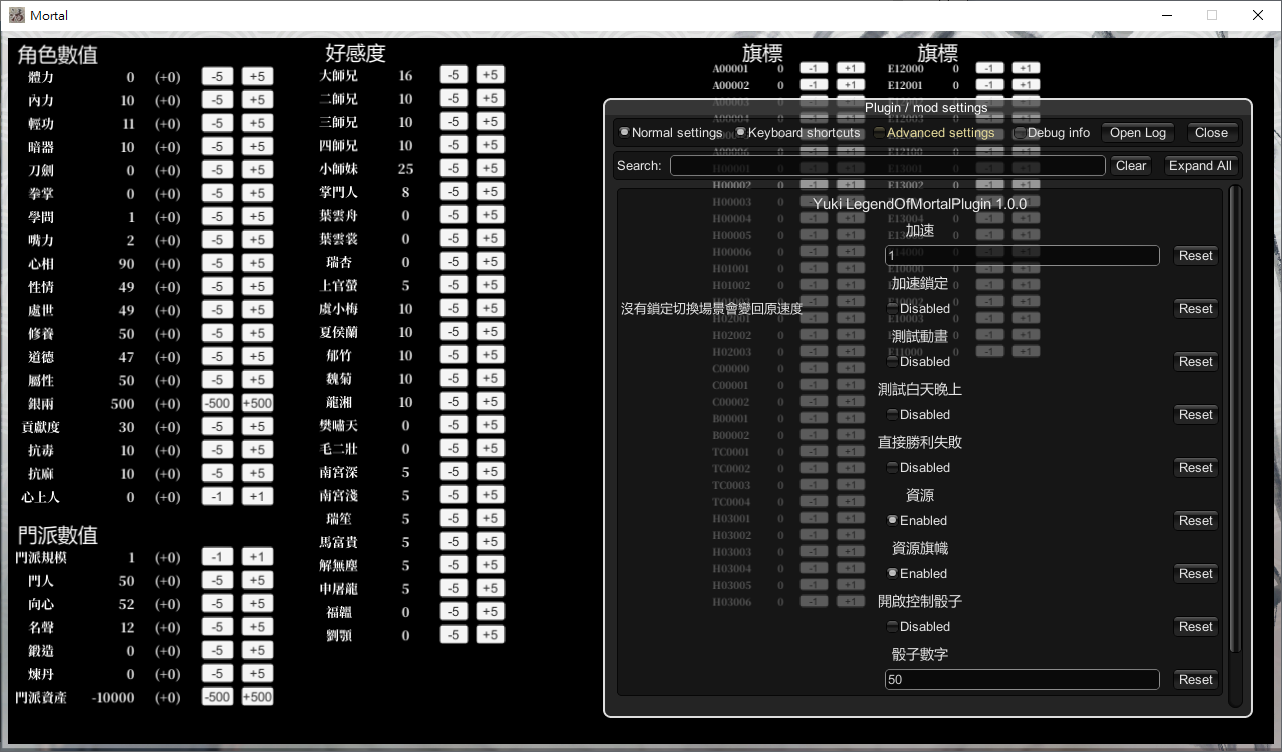 Mortal
角色數值
體力 0 (+0) -5 +5
內力 10 (+0) -5 +5
輕功 11 (+0) -5 +5
暗器 10 (+0) -5 +5
刀劍 0 (+0) -5 +5
拳掌 0 (+0) -5 +5
學問 1 (+0) -5 +5
嘴力 2 (+0) -5 +5
心相 90 (+0) -5 +5
性情 49 (+0) -5 +5
處世 49 (+0) -5 +5
修養 50 (+0) -5 +5
道德 47 (+0) -5 +5
屬性 50 (+0) -5 +5
銀兩 500 (+0) -500 +500
貢獻度 30 (+0) -5 +5
抗毒 10 (+0) -5 +5
抗麻 10 (+0) -5 +5
心上人 0 (+0) -1 +1
門派數值
門派規模 1 (+0) -1 +1
門人 50 (+0) -5 +5
向心 52 (+0) -5 +5
名聲 12 (+0) -5 +5
鍛造 0 (+0) -5 +5
煉丹 0 (+0) -5 +5
門派資產 -10000 (+0) -500 +500
好感度
大師兄 16 -5 +5
二師兄 10 -5 +5
三師兄 10 -5 +5
四師兄 10 -5 +5
小師妹 25 -5 +5
掌門人 8 -5 +5
葉雲舟 0 -5 +5
葉雲裳 0 -5 +5
瑞杏 0 -5 +5
上官螢 5 -5 +5
虞小梅 10 -5 +5
夏侯蘭 10 -5 +5
郁竹 10 -5 +5
魏菊 10 -5 +5
龍湘 10 -5 +5
樊嘯天 0 -5 +5
毛二壯 0 -5 +5
南宮深 5 -5 +5
南宮淺 5 -5 +5
瑞笙 5 -5 +5
馬富貴 5 -5 +5
解無塵 5 -5 +5
申屠龍 5 -5 +5
福韞 0 -5 +5
劉顎 0 -5 +5
旗標
A00001 0 -1 +1
A00002 0 -1 +1
A00003 0 -1 +1
H00002 0 -1 +1
H00003 0 -1 +1
H00004 0 -1 +1
H00005 0 -1 +1
H00006 0 -1 +1
H01001 0 -1 +1
H01002 0 -1 +1
H02002 0 -1 +1
H02003 0 -1 +1
C00000 0 -1 +1
C00001 0 -1 +1
C00002 0 -1 +1
B00001 0 -1 +1
B00002 0 -1 +1
TC0001 0 -1 +1
TC0002 0 -1 +1
TC0003 0 -1 +1
TC0004 0 -1 +1
H03001 0 -1 +1
H03002 0 -1 +1
H03003 0 -1 +1
H03004 0 -1 +1
H03005 0 -1 +1
H03006 0 -1 +1
旗標
E12000 0 -1 +1
E12001 0 -1 +1
E13002 0 -1 +1
Plugin / mod settings
Normal settings Keyboard shortcuts Advanced settings Debug info Open Log Close
Search: Clear Expand All
Yuki LegendOfMortalPlugin 1.0.0
加速
1 Reset
加速鎖定
沒有鎖定切換場景會變回原速度 Disabled Reset
測試動畫
Disabled Reset
測試白天晚上
Disabled Reset
直接勝利失敗
Disabled Reset
資源
Enabled Reset
資源旗幟
Enabled Reset
開啟控制骰子
Disabled Reset
骰子數字
50 Reset